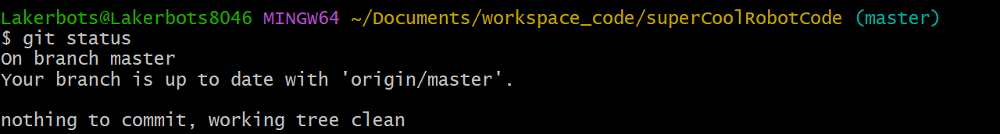 Lakerbots@Lakerbots8046 MINGW64 ~/Documents/workspace_code/superCoolRobotCode (master)
$ git status
On branch master
Your branch is up to date with 'origin/master'.

nothing to commit, working tree clean